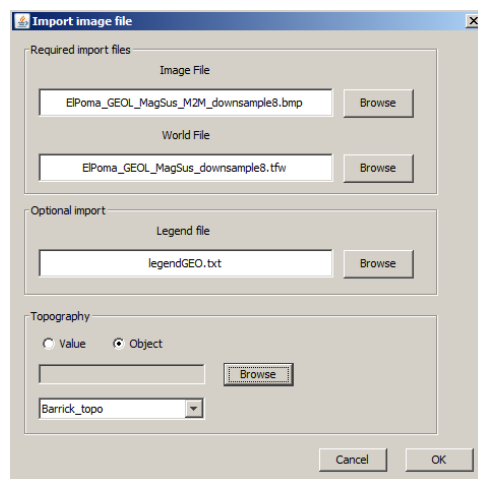 Import image file
Required import files
Image File
ElPoma_GEOL_MagSus_M2M_downsample8.bmp Browse
World File
ElPoma_GEOL_MagSus_downsample8.tfw Browse
Optional import
Legend file
legendGEO.txt Browse
Topography
Value Object
Browse
Barrick_topo
Cancel OK